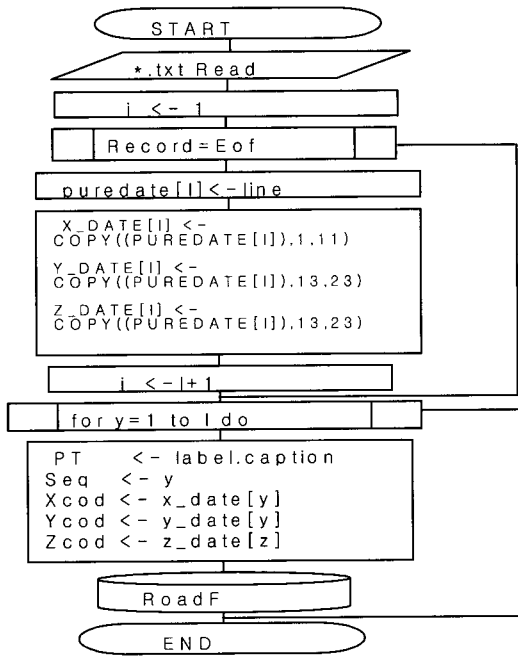 START
*.txt Read
i <- 1
Record=Eof
puredate[I]<-line
X_DATE[I] <-
COPY((PUREDATE[I]),1,11)
Y_DATE[I] <-
COPY((PUREDATE[I]),13,23)
Z_DATE[I] <-
COPY((PUREDATE[I]),13,23)
i <-I+1
for y=1 to I do
PT <- label.caption
Seq <- y
Xcod <- x_date[y]
Ycod <- y_date[y]
Zcod <- z_date[z]
RoadF
END